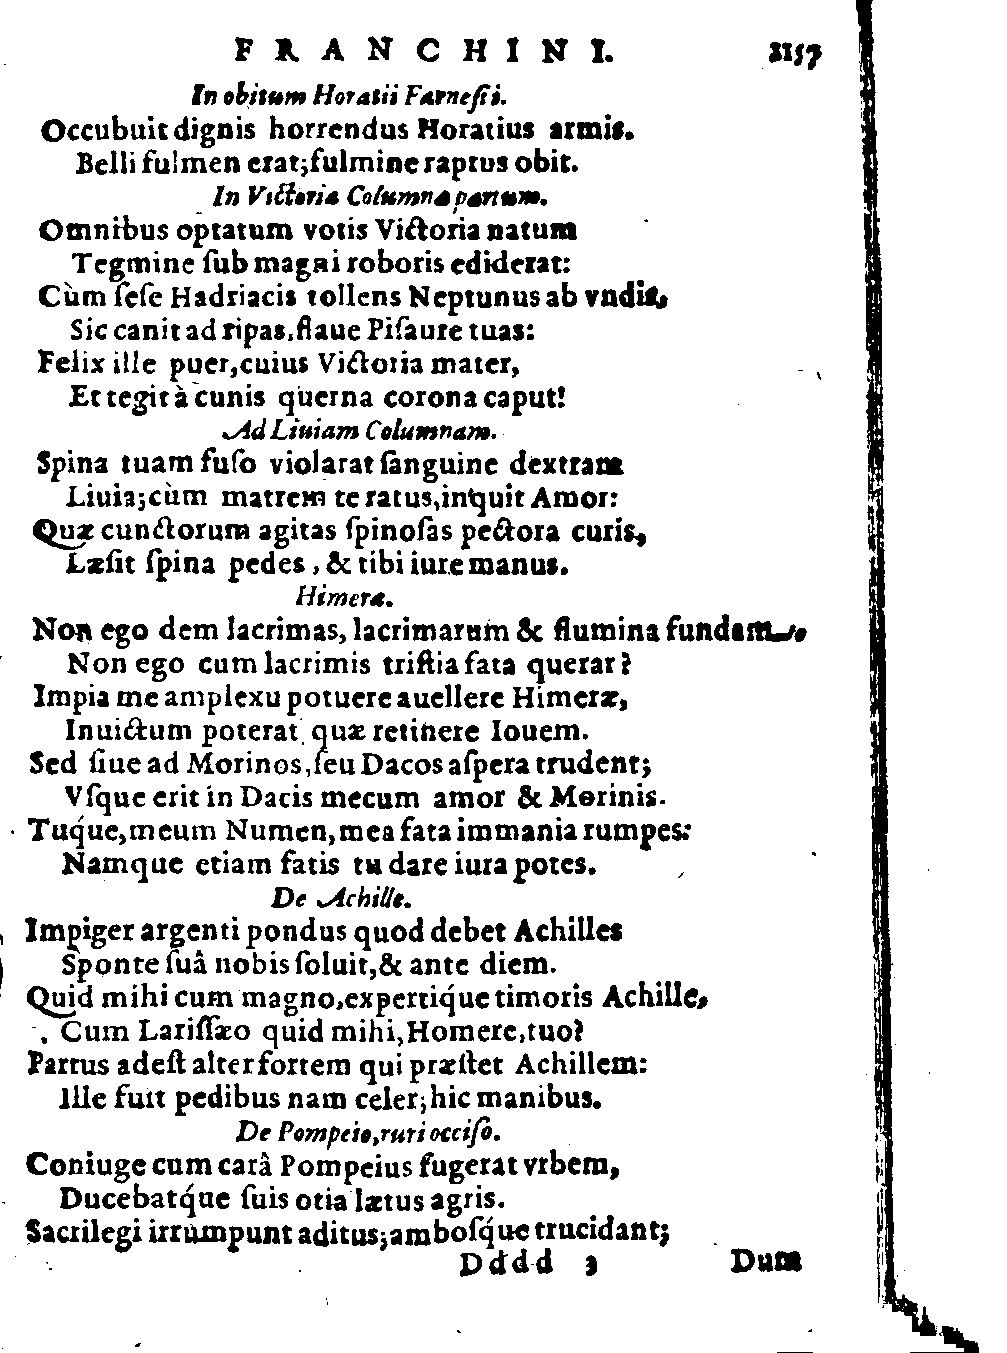 FRANCHINI. 1157
In obitum Horatii Farnesii.
Occubuit dignis horrendus Horatius armis.
Belli fulmen erat; fulmine raptus obit.
In Victoria Columnæ partum.
Omnibus optatum votis Victoria natum
Tegmine ſub magni roboris ediderat:
Cùm ſeſe Hadriacis tollens Neptunus ab vndis,
Sic canit ad ripas, flaue Piſaure tuas:
Felix ille puer, cuius Victoria mater,
Et tegit à cunis querna corona caput!
Ad Liuiam Columnam.
Spina tuam fuſo violarat ſanguine dextram
Liuia; cùm matrem te ratus, inquit Amor:
Quæ cunctorum agitas ſpinoſas pectora curis,
Læſit ſpina pedes, & tibi iure manus.
Himera.
Non ego dem lacrimas, lacrimarum & flumina fundam,
Non ego cum lacrimis triſtia fata querar?
Impia me amplexu potuere auellere Himeræ,
Inuictum poterat quæ retinere Iouem.
Sed ſiue ad Morinos, ſeu Dacos aſpera trudent;
Vſque erit in Dacis mecum amor & Morinis.
Tuq́ue, meum Numen, mea fata immania rumpes:
Namque etiam fatis tu dare iura potes.
De Achille.
Impiger argenti pondus quod debet Achilles
Sponte ſuâ nobis ſoluit, & ante diem.
Quid mihi cum magno, expertiq́ue timoris Achille,
Cum Lariſſæo quid mihi, Homere, tuo?
Partus adeſt alter fortem qui præſtet Achillem:
Ille fuit pedibus nam celer; hic manibus.
De Pompeio, ruri occiſo.
Coniuge cum carâ Pompeius fugerat vrbem,
Ducebatq́ue ſuis otia lætus agris.
Sacrilegi irrumpunt aditus; amboſq́ue trucidant;
Dddd 3 Dum